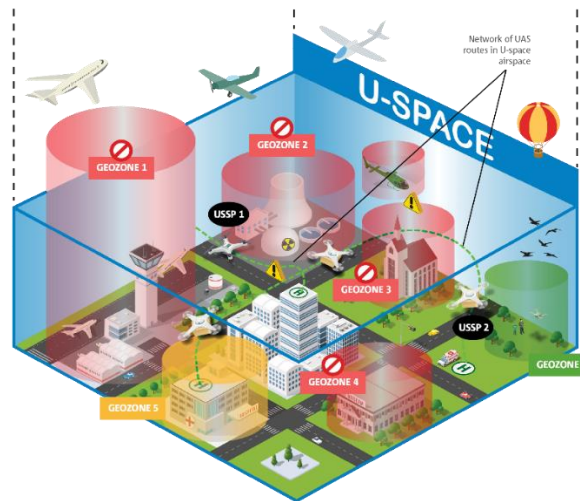 Network of UAS
routes in U-space
airspace
U-SPACE
GEOZONE 1
GEOZONE 2
USSP 1
GEOZONE 3
USSP 2
GEOZONE
GEOZONE 4
GEOZONE 5
H
H
H